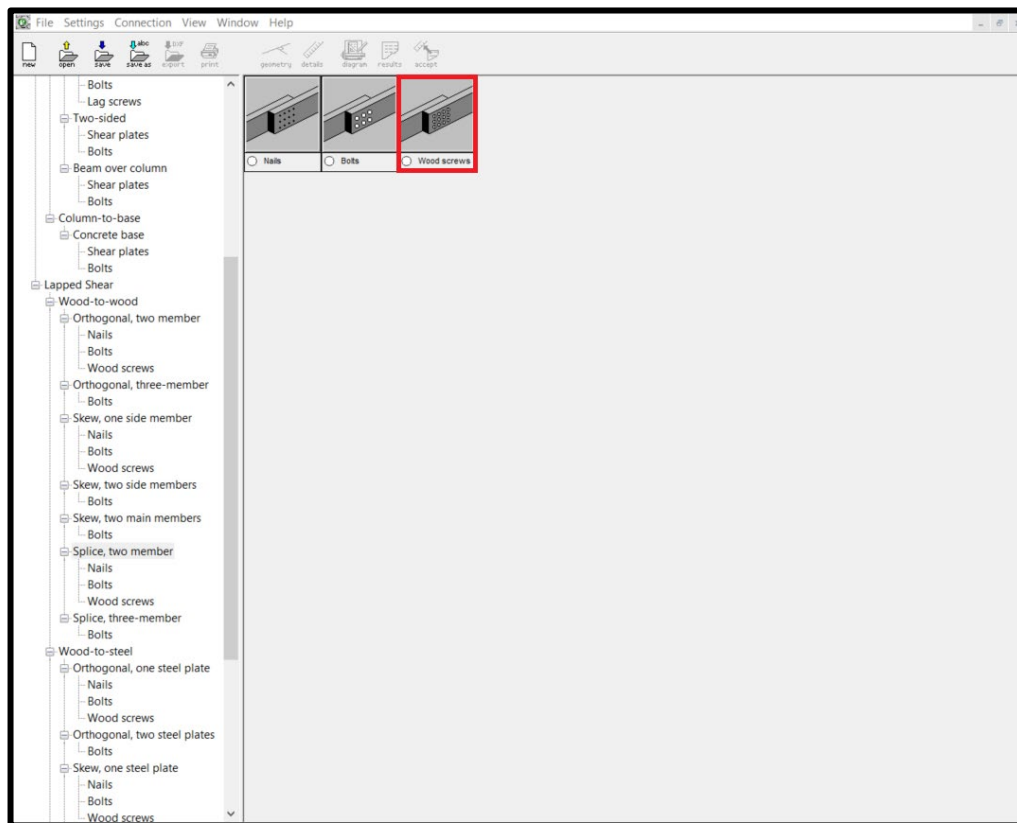 File Settings Connection View Window Help
new open save save as export print geometry details diagram results accept
Bolts
Lag screws
Two-sided
Shear plates
Bolts
Beam over column
Shear plates
Bolts
Column-to-base
Concrete base
Shear plates
Bolts
Lapped Shear
Wood-to-wood
Orthogonal, two member
Nails
Bolts
Wood screws
Orthogonal, three-member
Bolts
Skew, one side member
Nails
Bolts
Wood screws
Skew, two side members
Bolts
Skew, two main members
Bolts
Splice, two member
Nails
Bolts
Wood screws
Splice, three-member
Bolts
Wood-to-steel
Orthogonal, one steel plate
Nails
Bolts
Wood screws
Orthogonal, two steel plates
Bolts
Skew, one steel plate
Nails
Bolts
Wood screws
Nails Bolts Wood screws